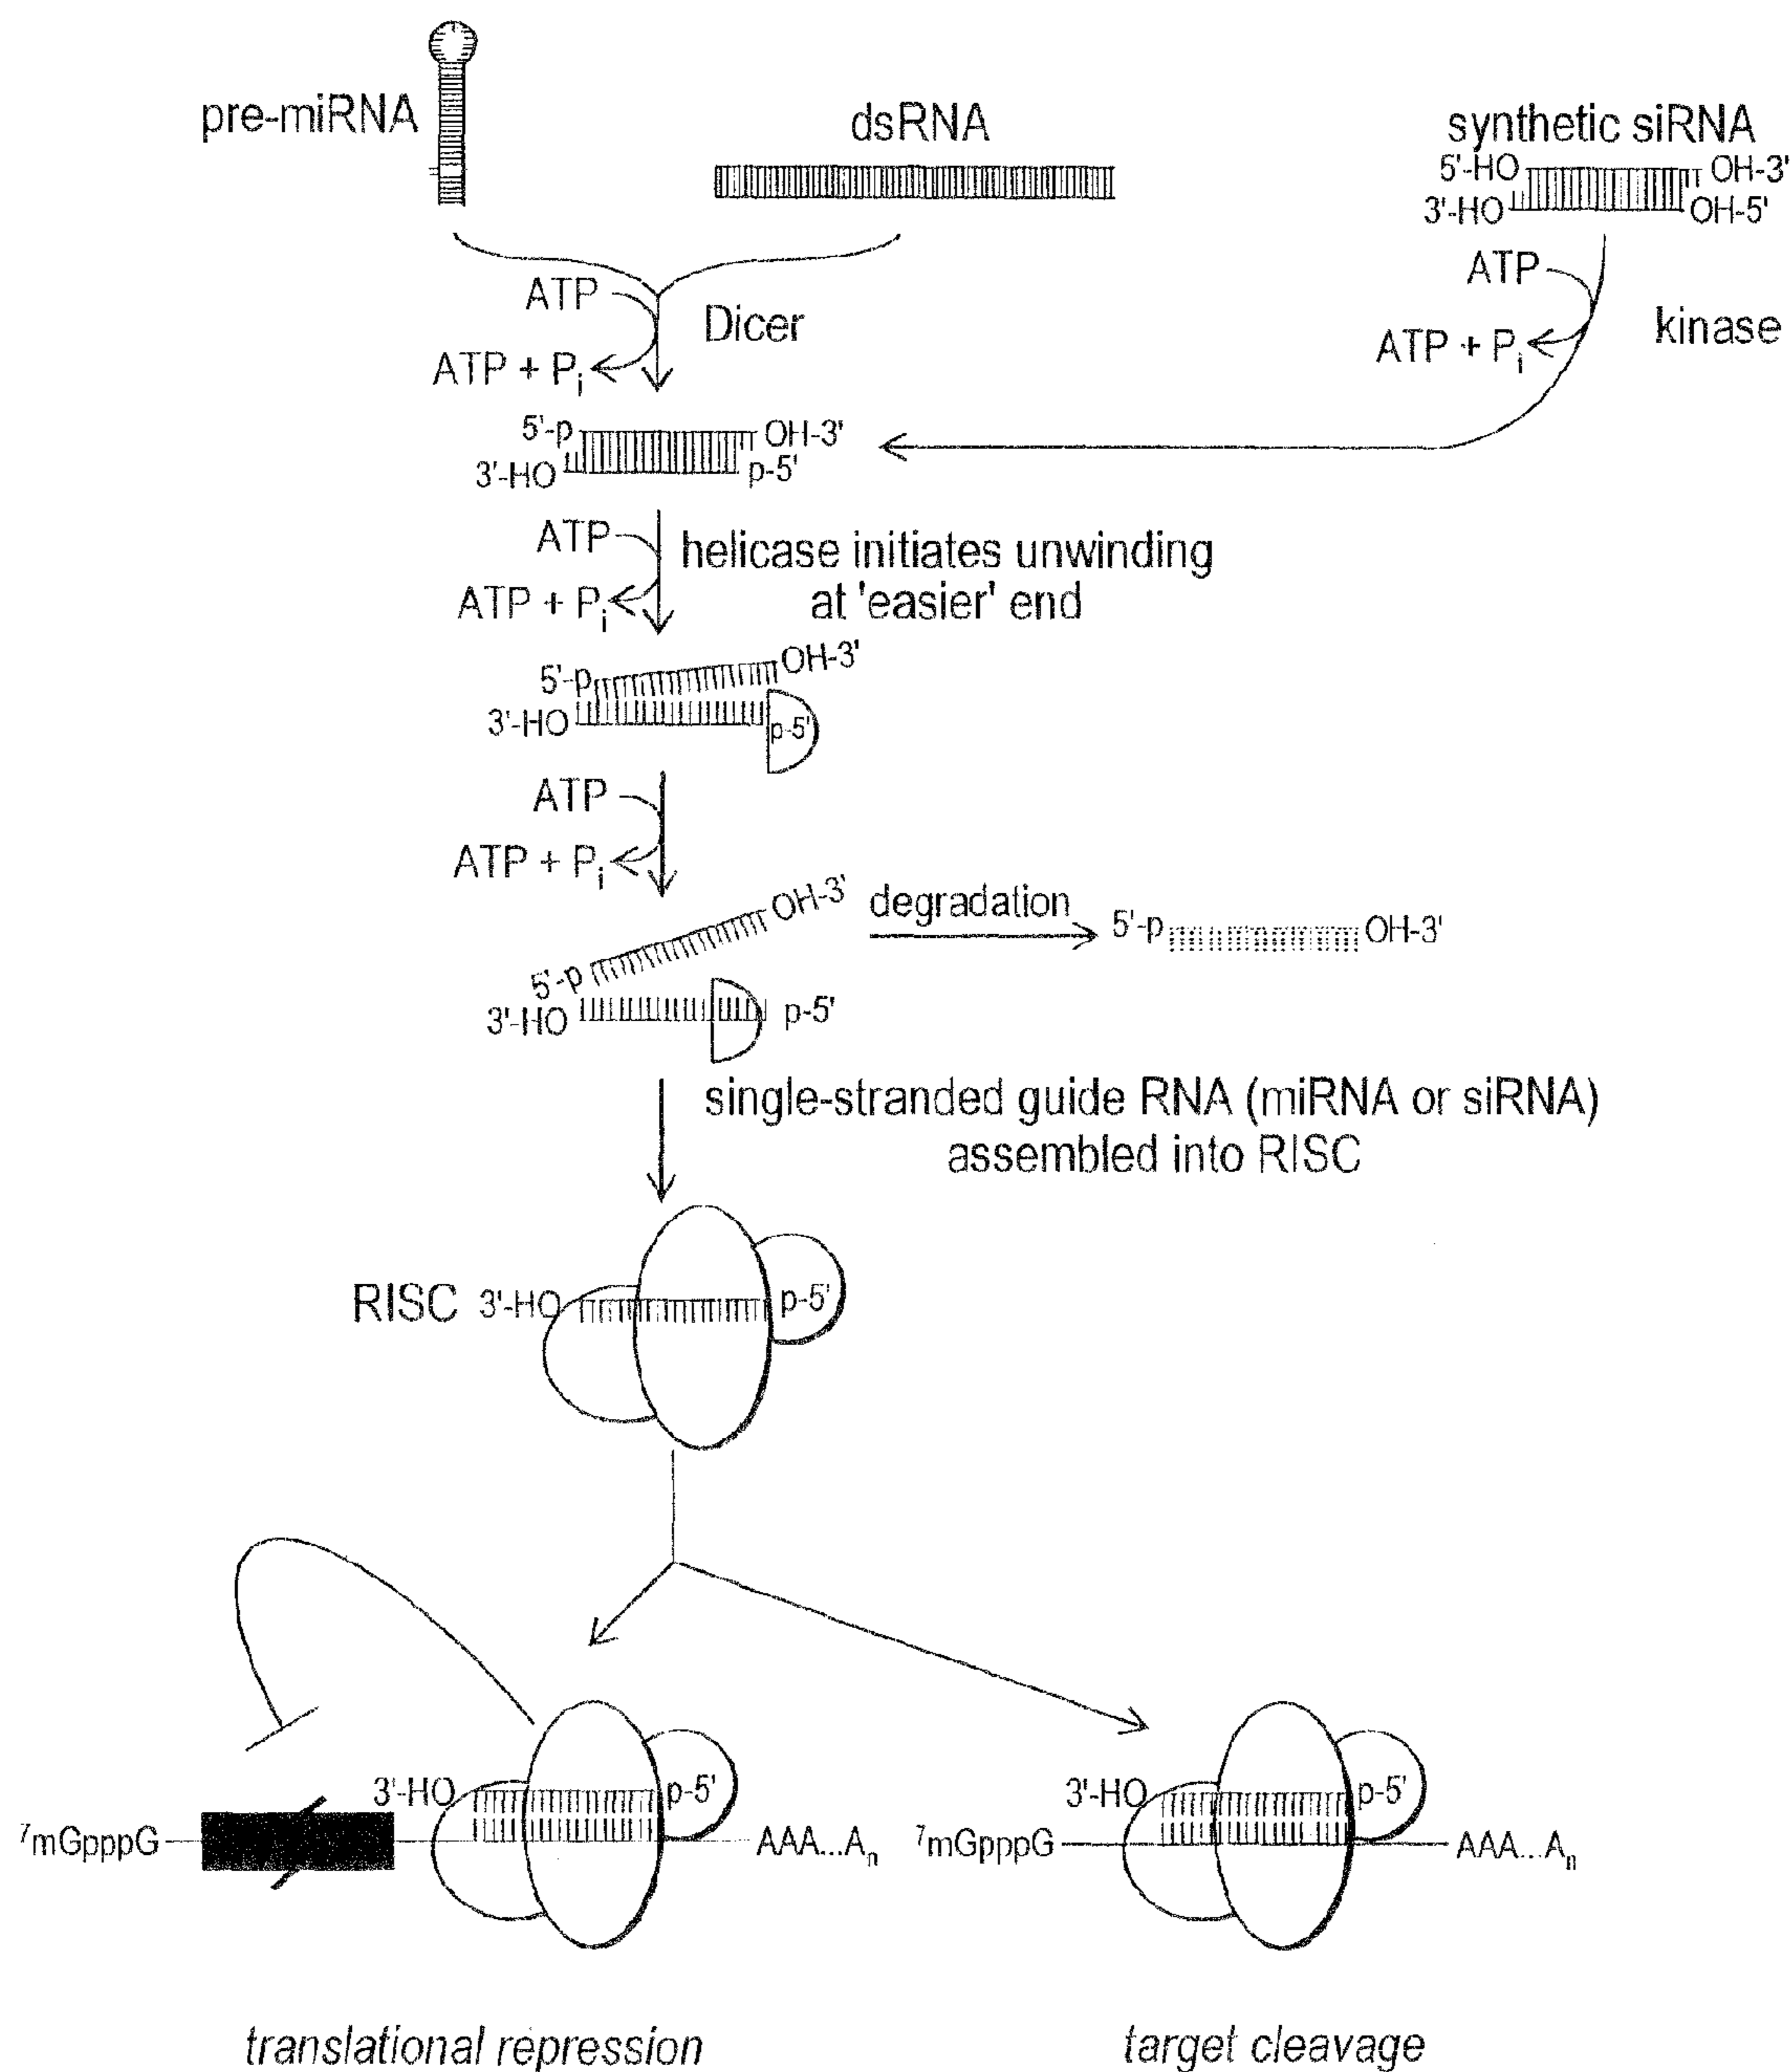 pre-miRNA
dsRNA
synthetic siRNA
5'-HO OH-3'
3'-HO OH-5'
ATP
Dicer
ATP + Pi
ATP
kinase
ATP + Pi
5'-p OH-3'
3'-HO p-5'
ATP
helicase initiates unwinding
at 'easier' end
ATP + Pi
5'-p OH-3'
3'-HO p-5'
ATP
ATP + Pi
5'-p OH-3'
3'-HO p-5'
degradation
5'-p OH-3'
single-stranded guide RNA (miRNA or siRNA)
assembled into RISC
RISC 3'-HO p-5'
3'-HO p-5'
⁷mGpppG AAA...An
3'-HO p-5'
⁷mGpppG AAA...An
translational repression
target cleavage